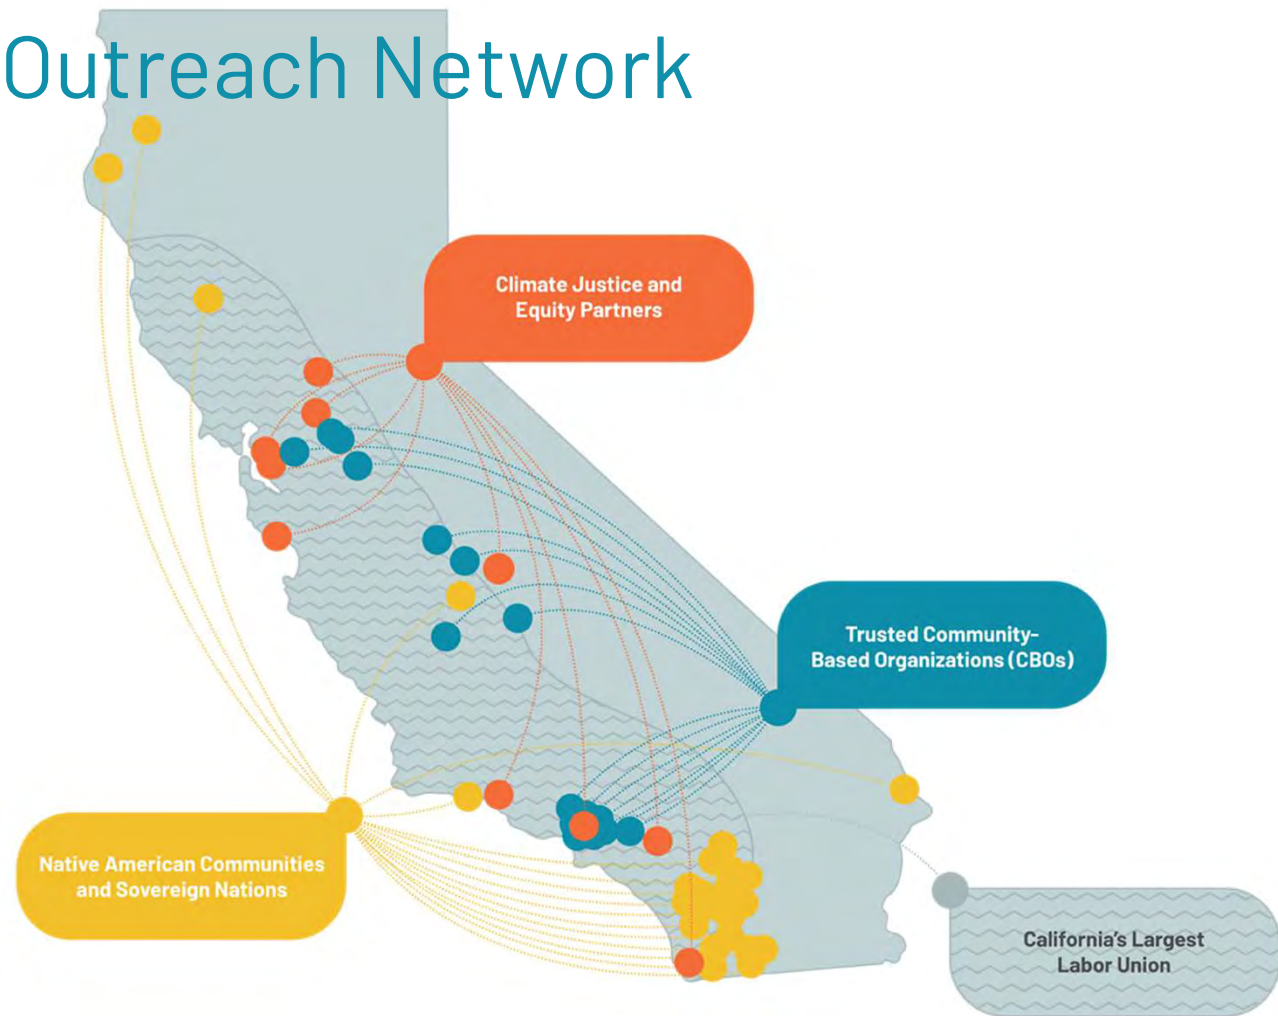 Outreach Network
Climate Justice and
Equity Partners
Trusted Community-
Based Organizations (CBOs)
Native American Communities
and Sovereign Nations
California's Largest
Labor Union